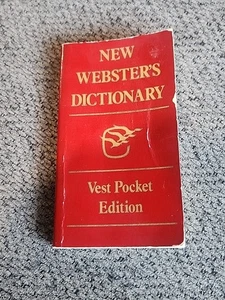 NEW
WEBSTER'S
DICTIONARY
Vest Pocket
Edition